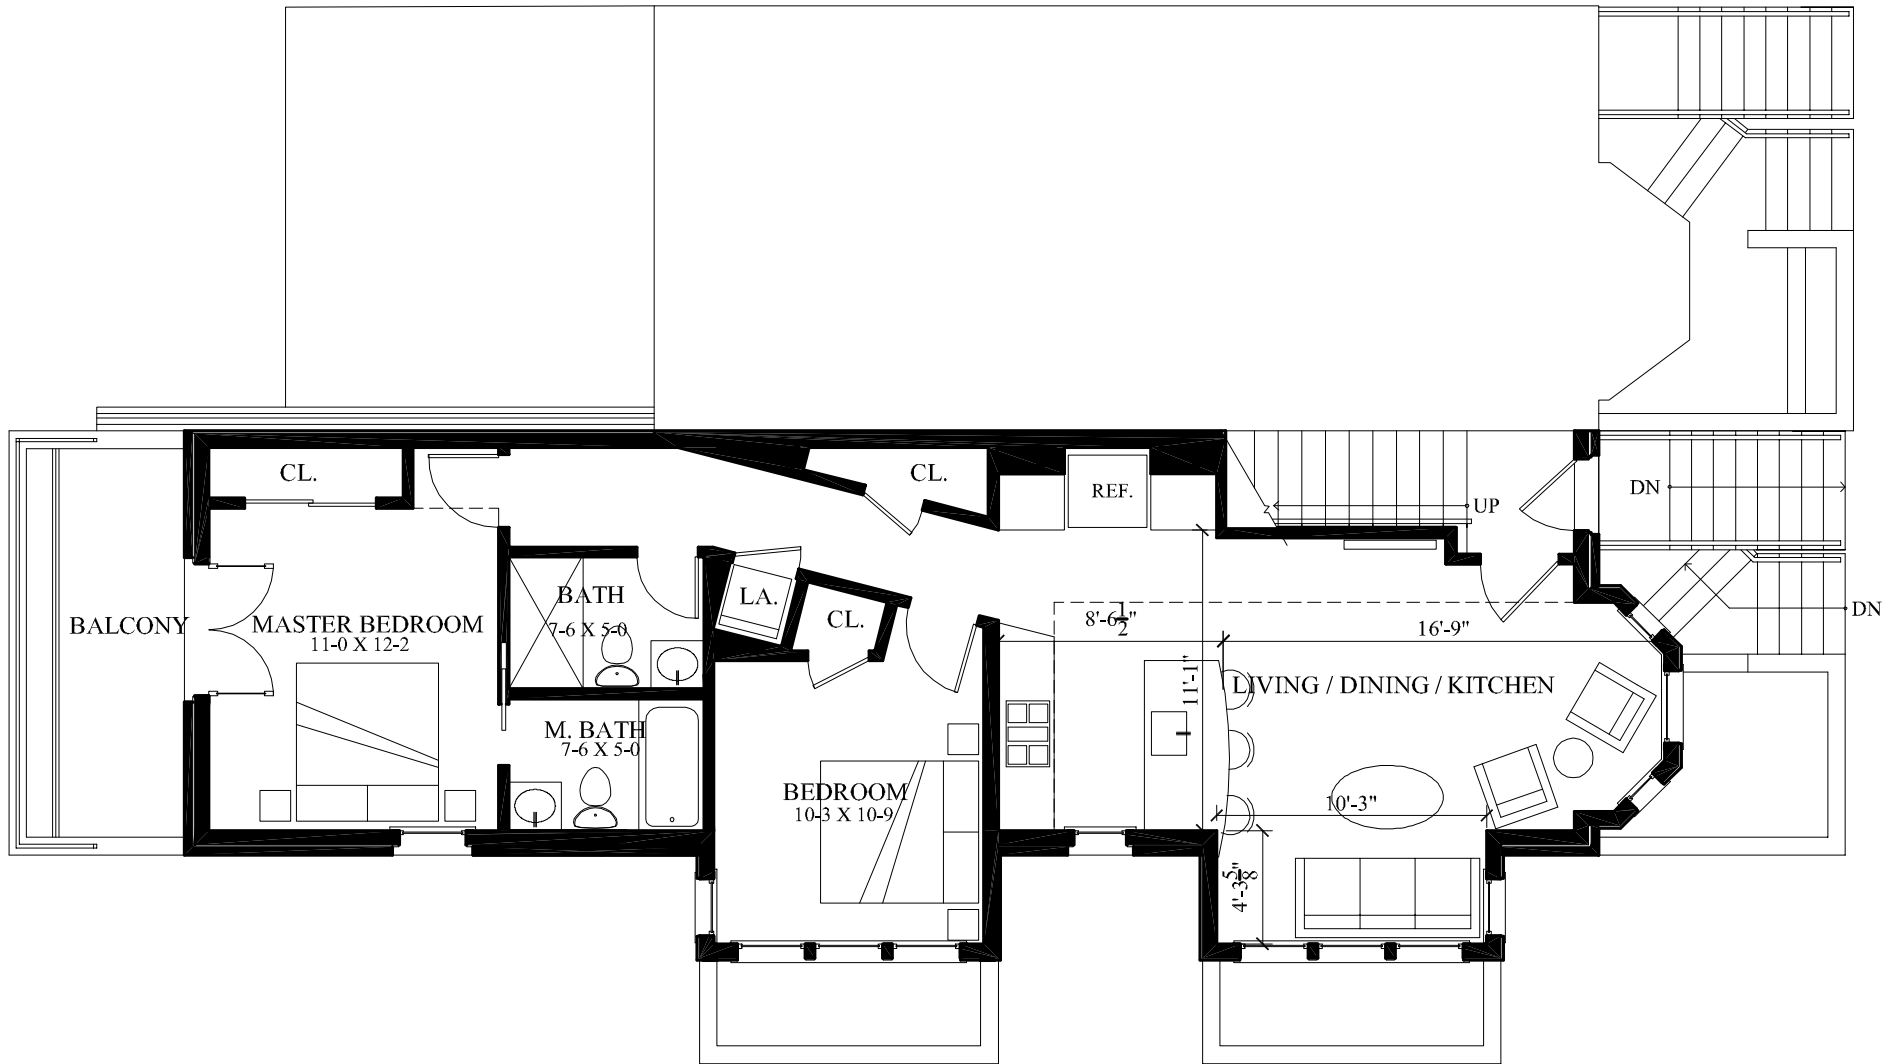 CL.
CL.
REF.
DN
UP
BATH
7-6 X 5-0
LA.
CL.
DN
BALCONY
MASTER BEDROOM
11-0 X 12-2
8'-6 1/2"
16'-9"
11'-1"
LIVING / DINING / KITCHEN
M. BATH
7-6 X 5-0
BEDROOM
10-3 X 10-9
10'-3"
4'-3 5/8"